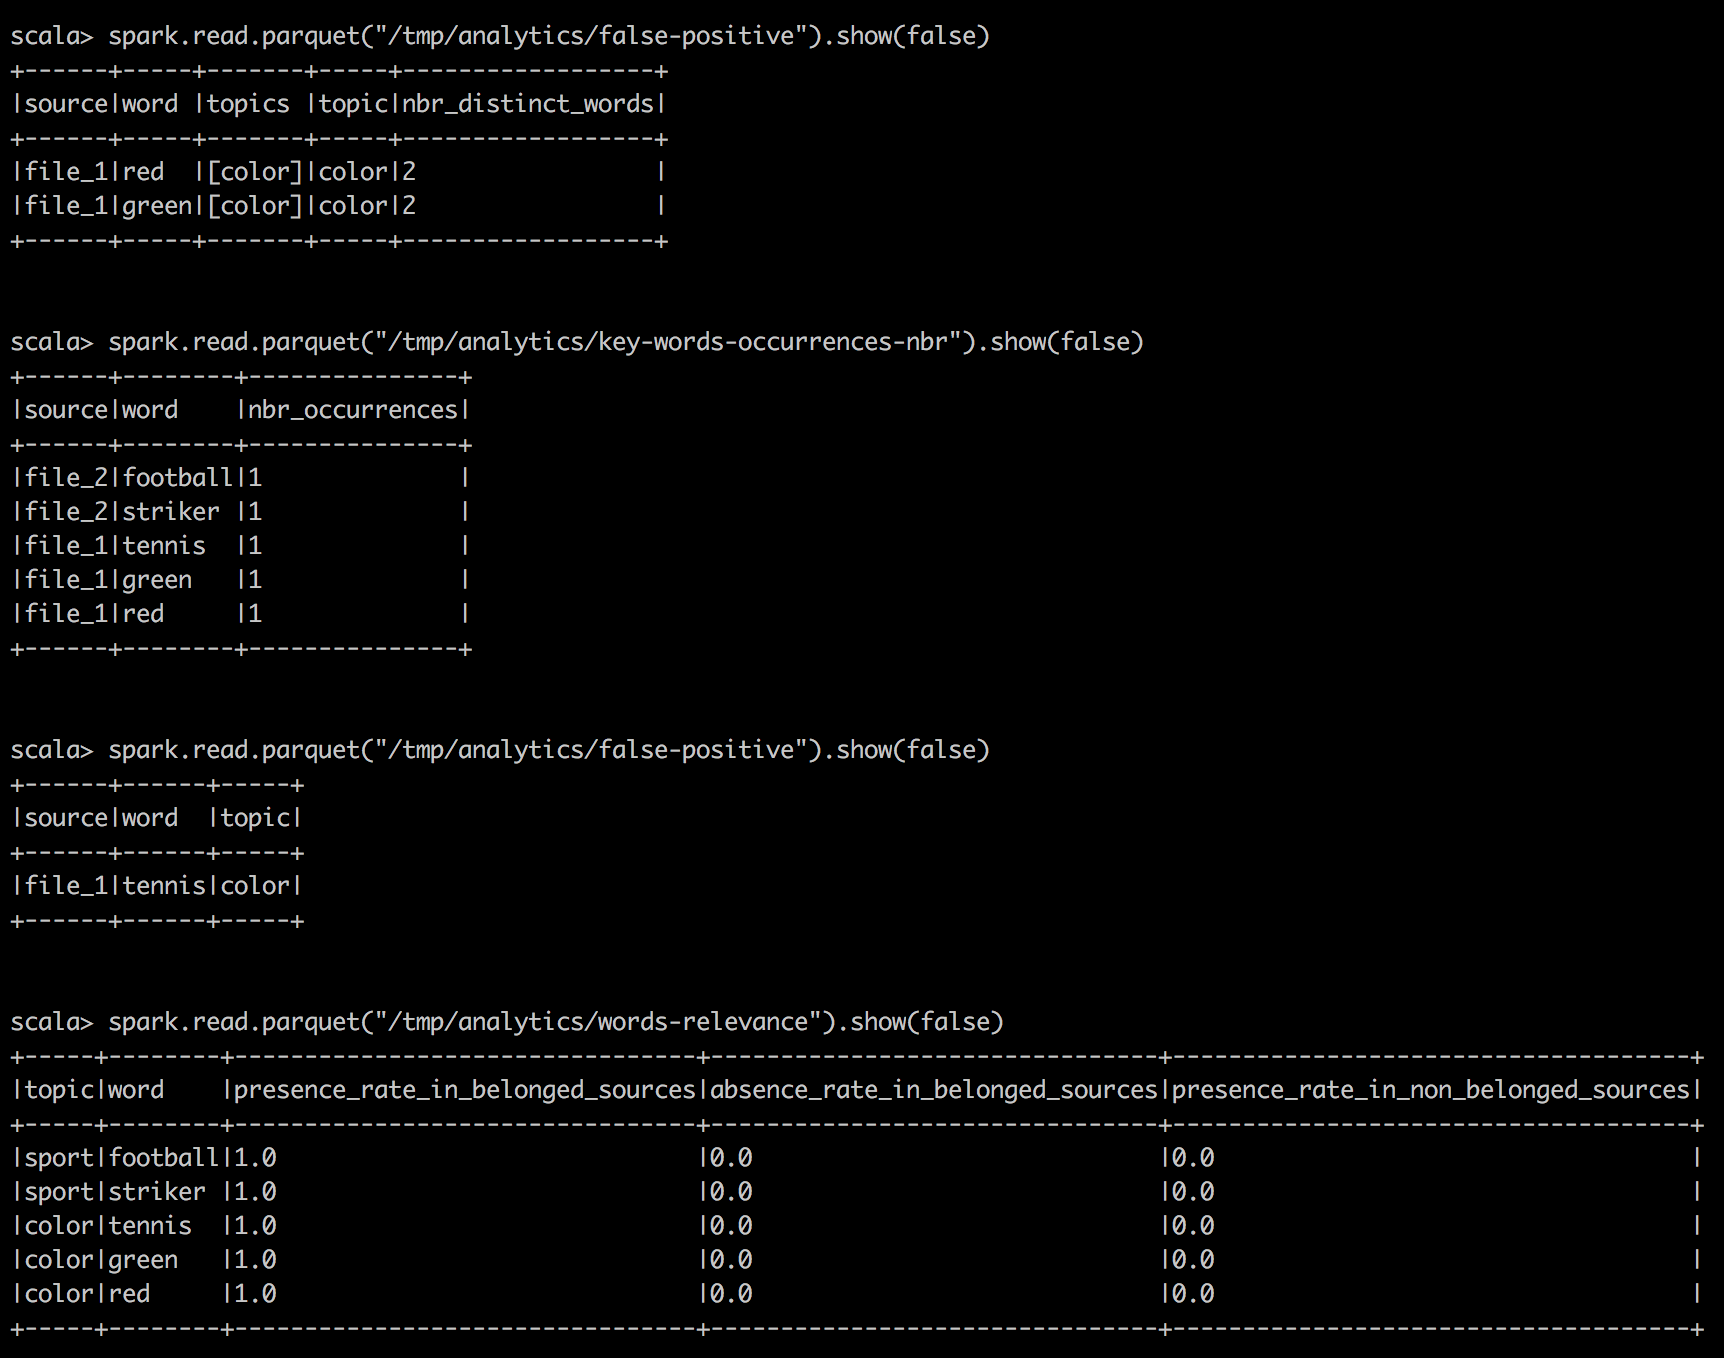 scala> spark.read.parquet("/tmp/analytics/false-positive").show(false)
+------+-----+-------+-----+------------------+
|source|word |topics |topic|nbr_distinct_words|
+------+-----+-------+-----+------------------+
|file_1|red  |[color]|color|2                 |
|file_1|green|[color]|color|2                 |
+------+-----+-------+-----+------------------+
scala> spark.read.parquet("/tmp/analytics/key-words-occurrences-nbr").show(false)
+------+--------+---------------+
|source|word    |nbr_occurrences|
+------+--------+---------------+
|file_2|football|1              |
|file_2|striker |1              |
|file_1|tennis  |1              |
|file_1|green   |1              |
|file_1|red     |1              |
+------+--------+---------------+
scala> spark.read.parquet("/tmp/analytics/false-positive").show(false)
+------+------+-----+
|source|word  |topic|
+------+------+-----+
|file_1|tennis|color|
+------+------+-----+
scala> spark.read.parquet("/tmp/analytics/words-relevance").show(false)
+-----+--------+---------------------------------+--------------------------------+-------------------------------------+
|topic|word    |presence_rate_in_belonged_sources|absence_rate_in_belonged_sources|presence_rate_in_non_belonged_sources|
+-----+--------+---------------------------------+--------------------------------+-------------------------------------+
|sport|football|1.0                              |0.0                             |0.0                                  |
|sport|striker |1.0                              |0.0                             |0.0                                  |
|color|tennis  |1.0                              |0.0                             |0.0                                  |
|color|green   |1.0                              |0.0                             |0.0                                  |
|color|red     |1.0                              |0.0                             |0.0                                  |
+-----+--------+---------------------------------+--------------------------------+-------------------------------------+